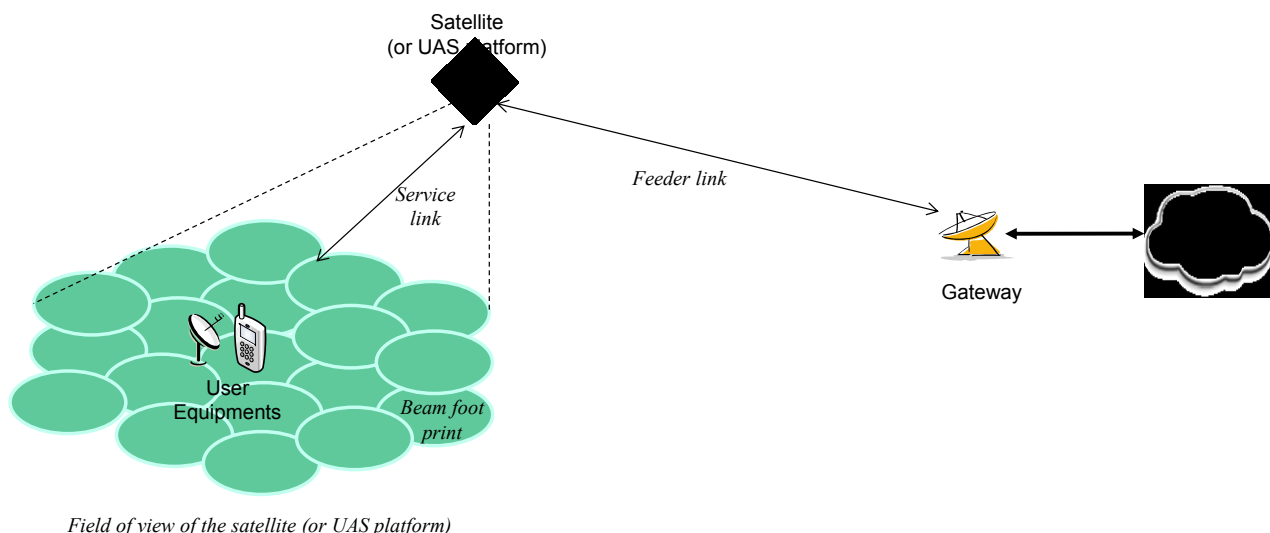 Satellite
(or UAS platform)
Feeder link
Service
link
Gateway
User
Equipments
Beam foot
print
Field of view of the satellite (or UAS platform)